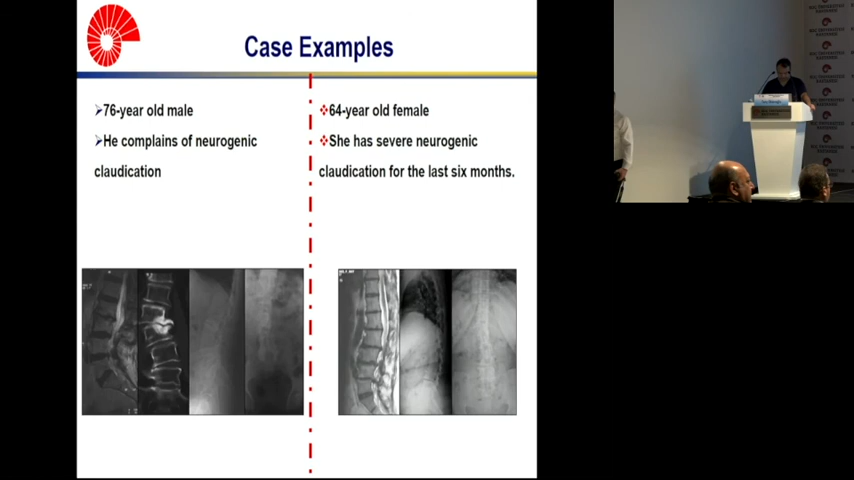 Case Examples
➢76-year old male
➢He complains of neurogenic
claudication
❖64-year old female
❖She has severe neurogenic
claudication for the last six months.